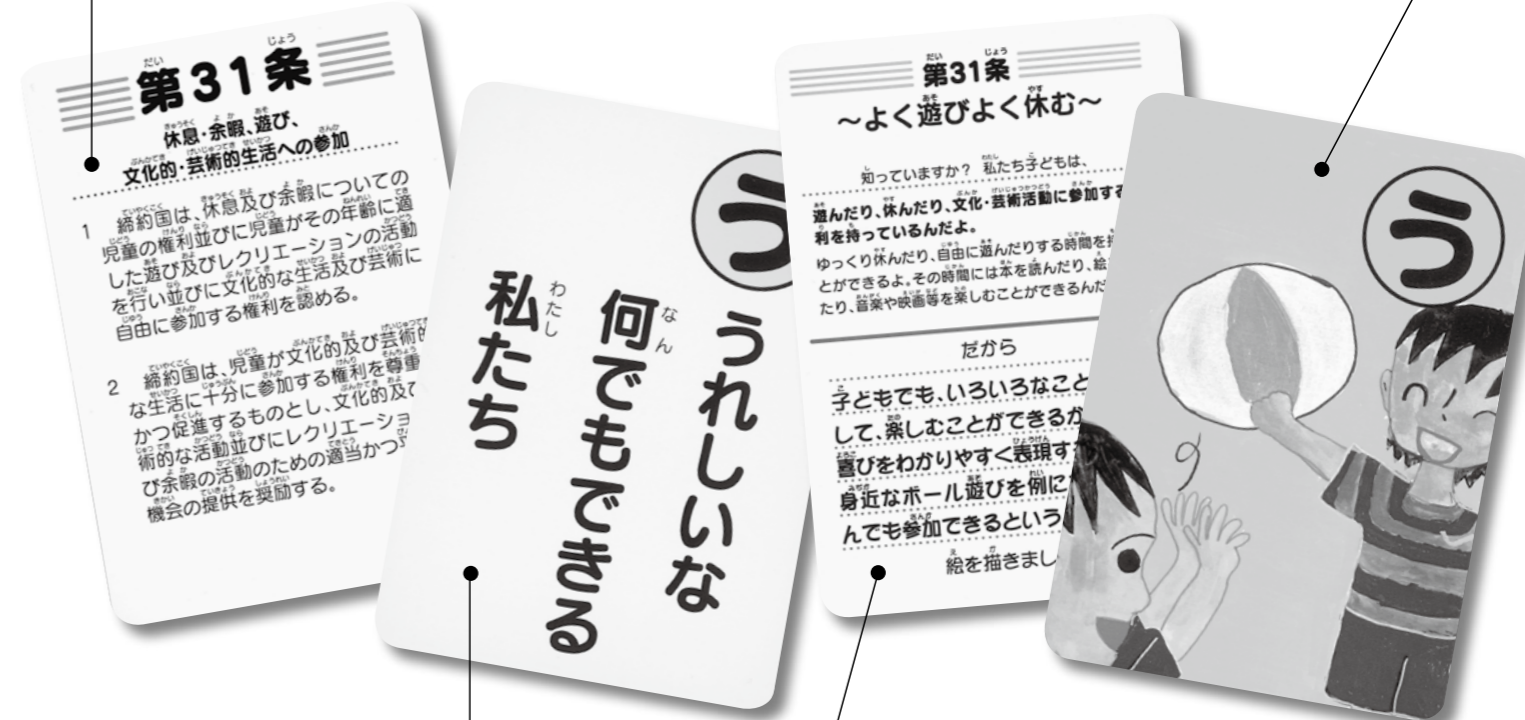 第31条
休息・余暇、遊び、
文化的・芸術的生活への参加
1 締約国は、休息及び余暇についての
児童の権利並びに児童がその年齢に適
した遊び及びレクリエーションの活動
を行い並びに文化的な生活及び芸術に
自由に参加する権利を認める。
2 締約国は、児童が文化的及び芸術的
な生活に十分に参加する権利を尊重
かつ促進するものとし、文化的及び
術的な活動並びにレクリエーショ
び余暇の活動のための適当かつ
機会の提供を奨励する。
う
うれしいな
何でもできる
私たち
第31条
～よく遊びよく休む～
知っていますか? 私たち子どもは、
遊んだり、休んだり、文化・芸術活動に参加する
利を持っているんだよ。
ゆっくり休んだり、自由に遊んだりする時間を
とができるよ。その時間には本を読んだり、絵
たり、音楽や映画等を楽しむことができるんだ
だから
子どもでも、いろいろなこと
して、楽しむことができるか
喜びをわかりやすく表現す
身近なボール遊びを例に
んでも参加できるという
絵を描きまし
う